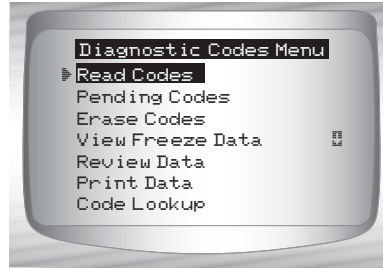 Diagnostic Codes Menu
Read Codes
Pending Codes
Erase Codes
View Freeze Data
Review Data
Print Data
Code Lookup